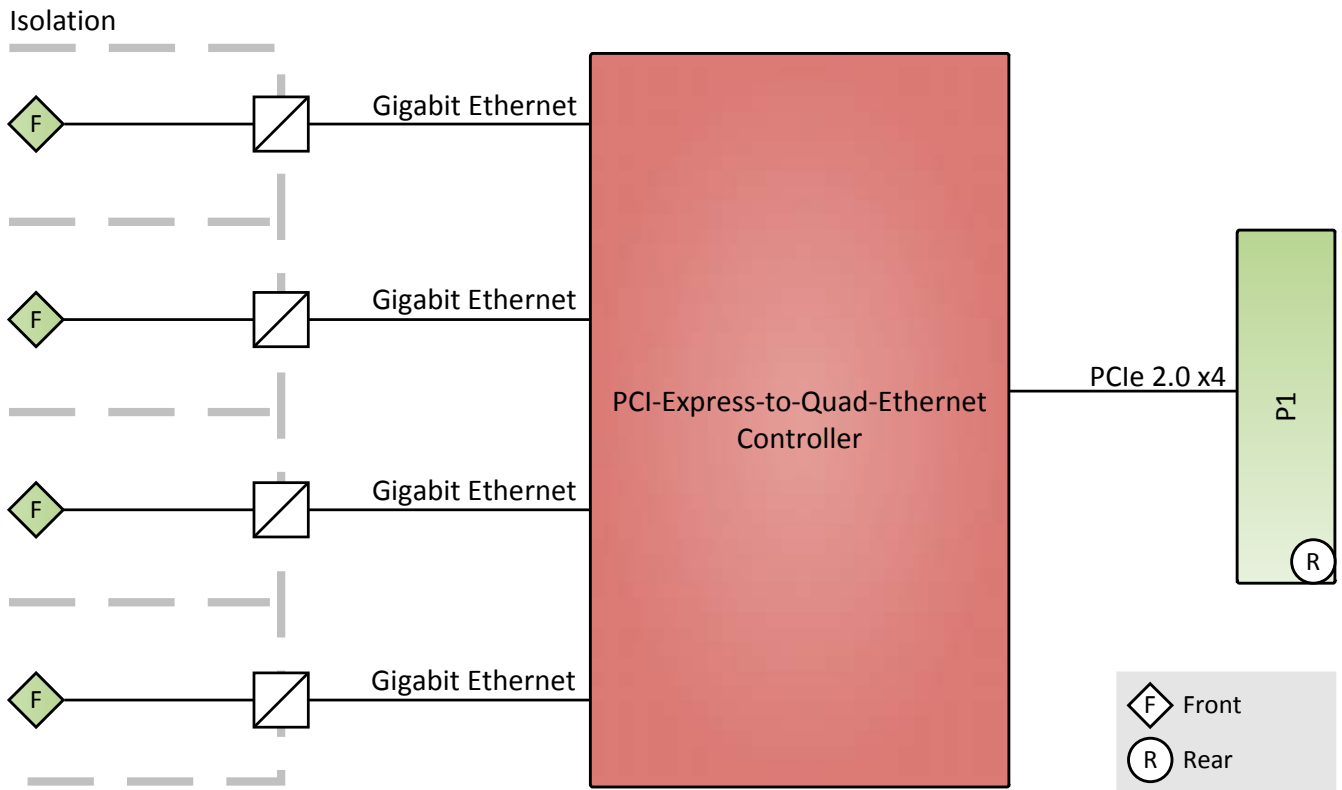 Isolation
F
Gigabit Ethernet
F
Gigabit Ethernet
PCI-Express-to-Quad-Ethernet
Controller
PCIe 2.0 x4
P1
R
F
Gigabit Ethernet
F
Gigabit Ethernet
F Front
R Rear